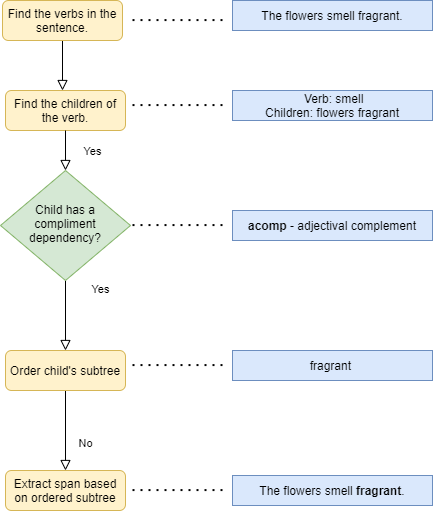 Find the verbs in the
sentence.
The flowers smell fragrant.
Find the children of
the verb.
Verb: smell
Children: flowers fragrant
Yes
Child has a
compliment
dependency?
acomp - adjectival complement
Yes
Order child's subtree
fragrant
No
Extract span based
on ordered subtree
The flowers smell fragrant.